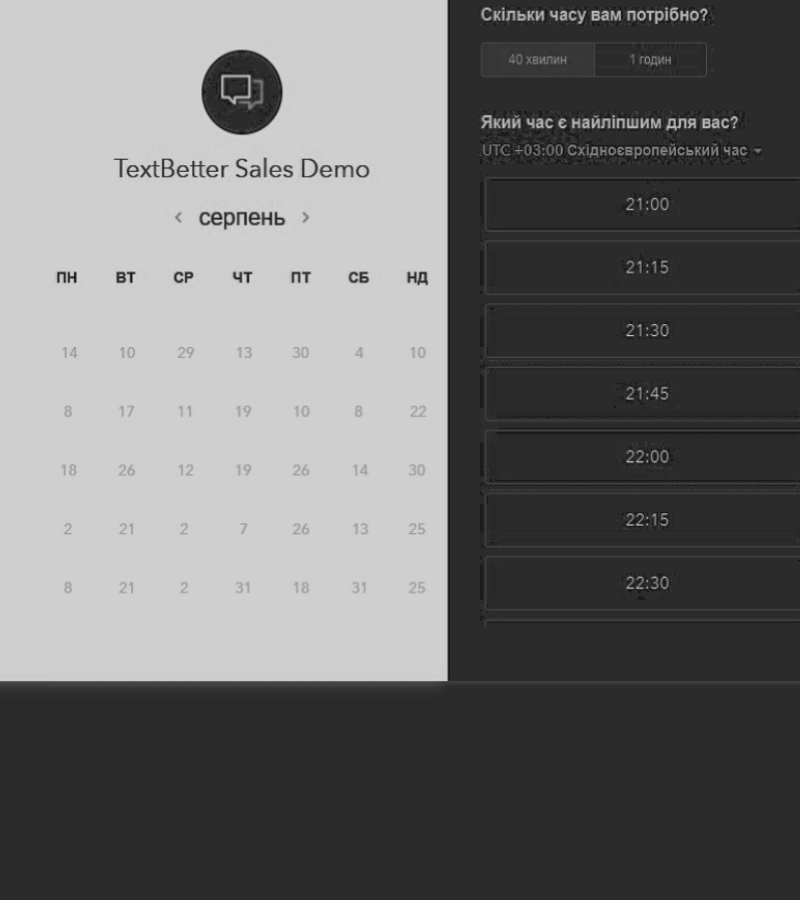 TextBetter Sales Demo
серпень
ПН ВТ СР ЧТ ПТ СБ НД
14 10 29 13 30 4 10
8 17 11 19 10 8 22
18 26 12 19 26 14 30
2 21 2 7 26 13 25
8 21 2 31 18 31 25
Скільки часу вам потрібно?
40 хвилин 1 годин
Який час є найліпшим для вас?
UTC +03:00 Східноєвропейський час
21:00
21:15
21:30
21:45
22:00
22:15
22:30